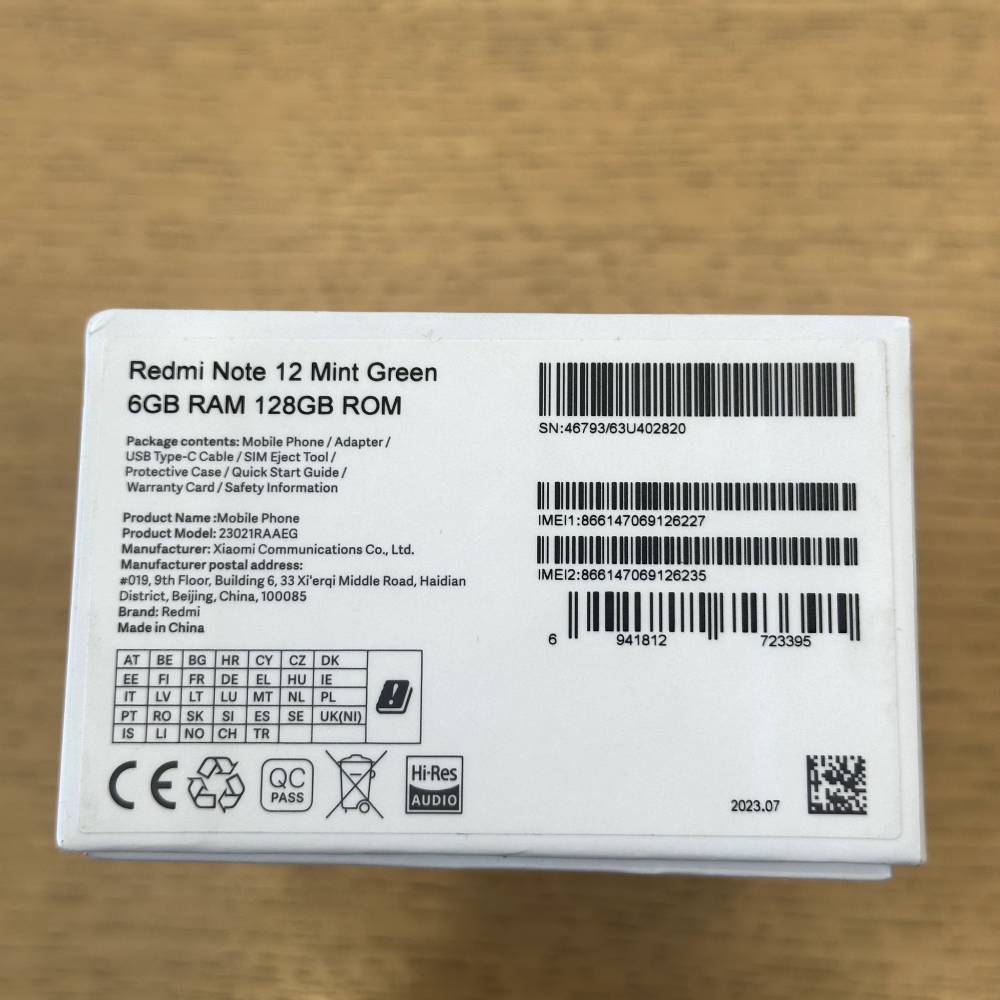 Redmi Note 12 Mint Green
6GB RAM 128GB ROM
Package contents: Mobile Phone / Adapter /
USB Type-C Cable / SIM Eject Tool /
Protective Case / Quick Start Guide /
Warranty Card / Safety Information
Product Name :Mobile Phone
Product Model: 23021RAAEG
Manufacturer: Xiaomi Communications Co., Ltd.
Manufacturer postal address:
#019, 9th Floor, Building 6, 33 Xi'erqi Middle Road, Haidian
District, Beijing, China, 100085
Brand: Redmi
Made in China
AT BE BG HR CY CZ DK
EE FI FR DE EL HU IE
IT LV LT LU MT NL PL
PT RO SK SI ES SE UK(NI)
IS LI NO CH TR
CE
QC
PASS
Hi-Res
AUDIO
SN:46793/63U402820
IMEI1:866147069126227
IMEI2:866147069126235
6 941812 723395
2023.07